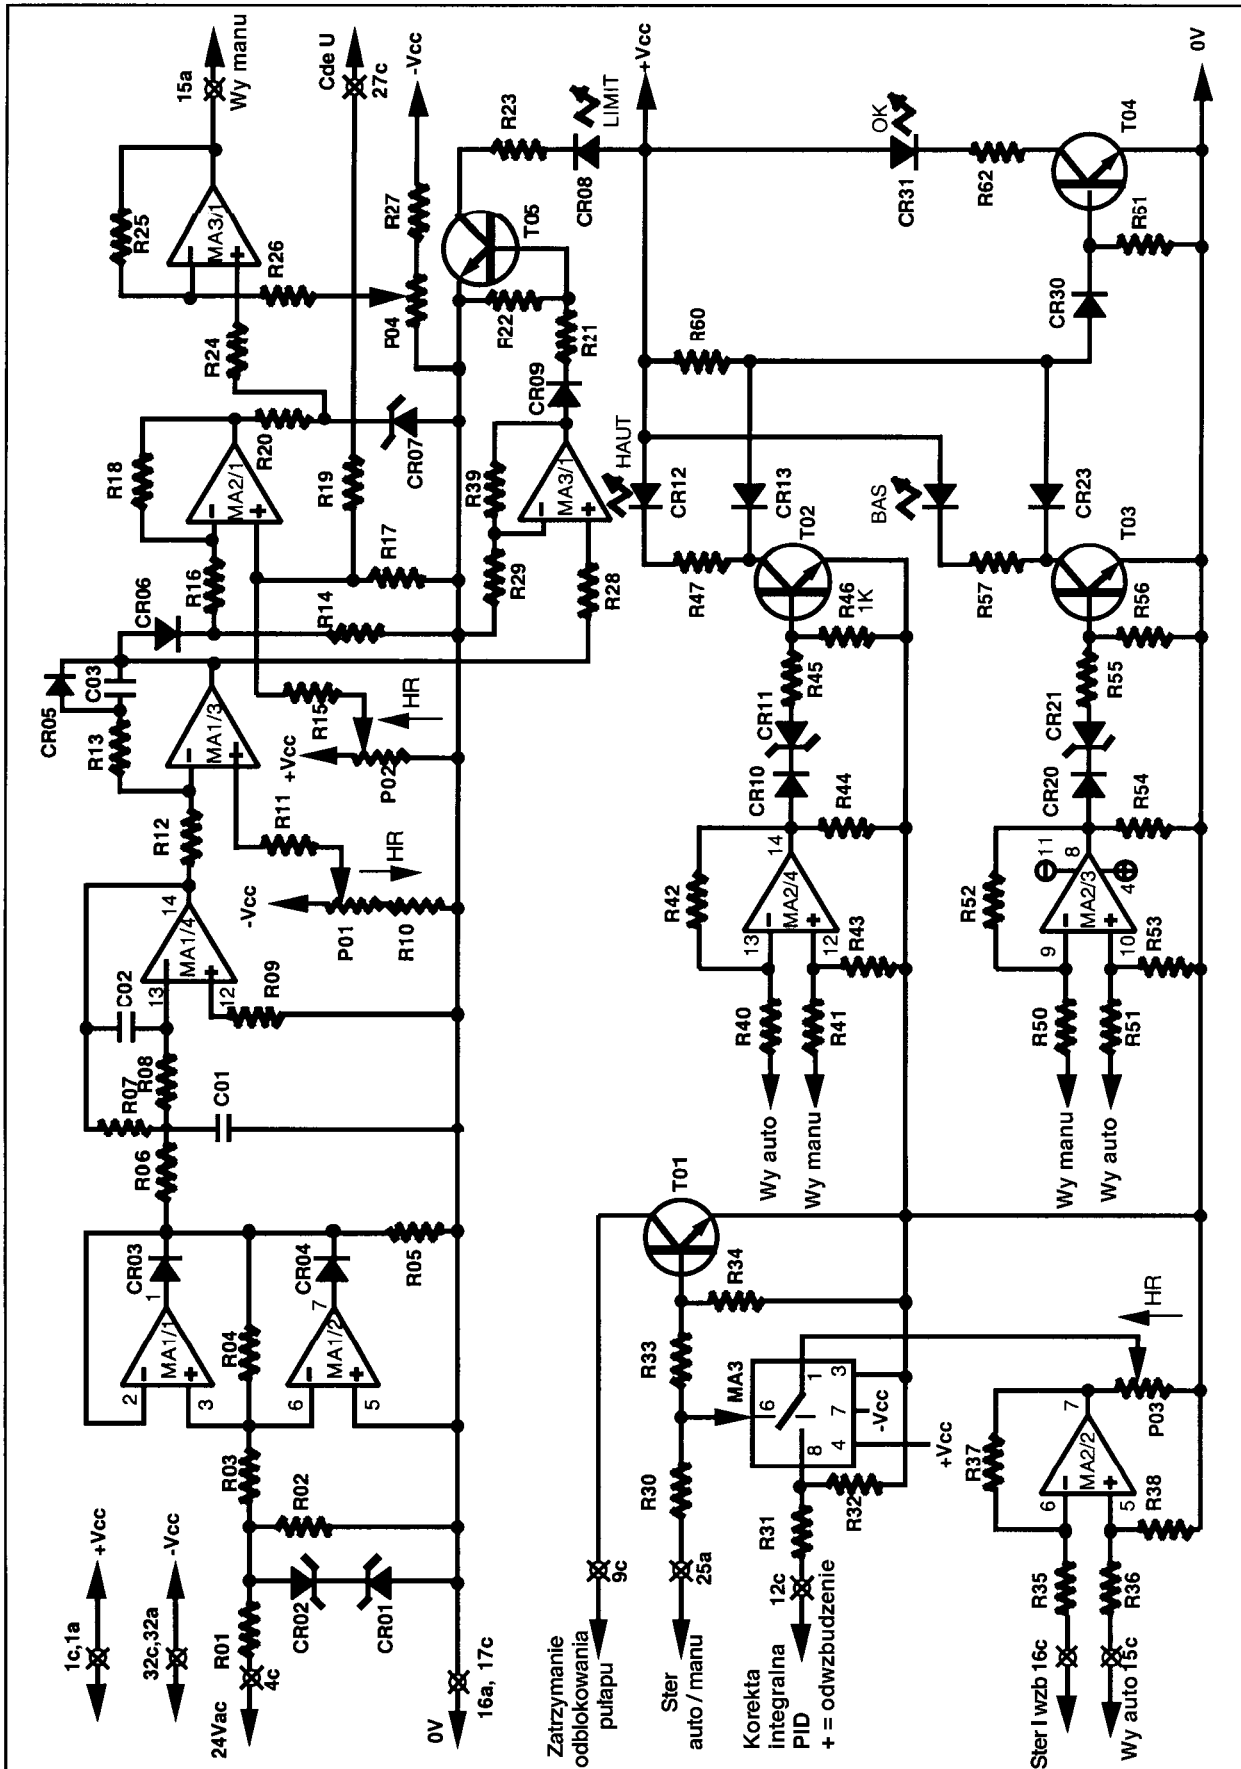 1c,1a
+Vcc
32c,32a
-Vcc
24Vac
4c
R01
CR02
CR01
R02
R03
0V
16a, 17c
2
3
MA1/1
1
CR03
R04
6
5
MA1/2
7
CR04
R05
R06
R07
R08
C01
C02
13
12
MA1/4
14
R09
R12
-Vcc
P01
R10
HR
R11
R13
C03
CR05
MA1/3
+Vcc
P02
R15
HR
CR06
R16
R14
R17
R18
MA2/1
R19
R20
CR07
R24
R25
MA3/1
R26
15a
Wy manu
Cde U
27c
P04
R27
-Vcc
R29
R28
R39
MA3/1
CR09
R21
R22
T05
R23
CR08
LIMIT
+Vcc
Zatrzymanie
odblokowania
pułapu
9c
Ster
auto / manu
25a
R30
R33
R34
T01
Korekta
integralna
PID
+ = odwzbudzenie
12c
R31
R32
MA3
6
8
1
4
7
3
-Vcc
+Vcc
Ster I wzb 16c
Wy auto 15c
R35
R36
R37
R38
6
5
MA2/2
7
P03
HR
Wy auto
Wy manu
R40
R41
R42
R43
13
12
MA2/4
14
R44
CR10
CR11
R45
R46
1K
T02
R47
CR12
HAUT
CR13
R60
Wy manu
Wy auto
R50
R51
R52
R53
9
10
MA2/3
11
8
4
R54
CR20
CR21
R55
R56
T03
R57
BAS
CR23
CR30
R61
T04
R62
CR31
OK
0V